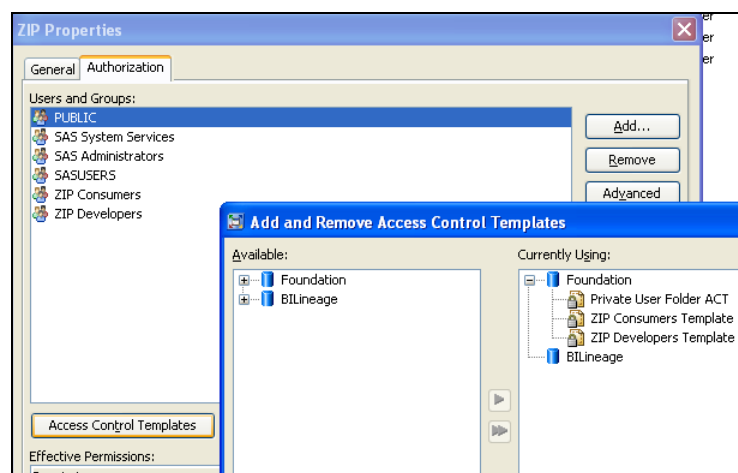 ZIP Properties
er
er
er
General Authorization
Users and Groups:
PUBLIC
SAS System Services
SAS Administrators
SASUSERS
ZIP Consumers
ZIP Developers
Add...
Remove
Advanced
Add and Remove Access Control Templates
Available:
Foundation
BILineage
Currently Using:
Foundation
Private User Folder ACT
ZIP Consumers Template
ZIP Developers Template
BILineage
Access Control Templates
Effective Permissions: